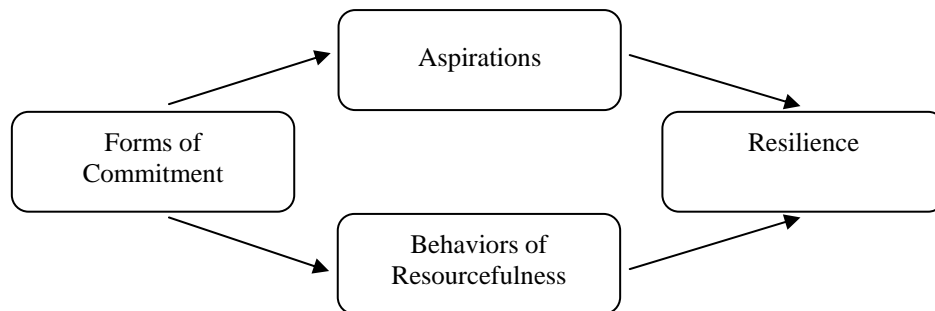 Aspirations
Forms of
Commitment
Resilience
Behaviors of
Resourcefulness